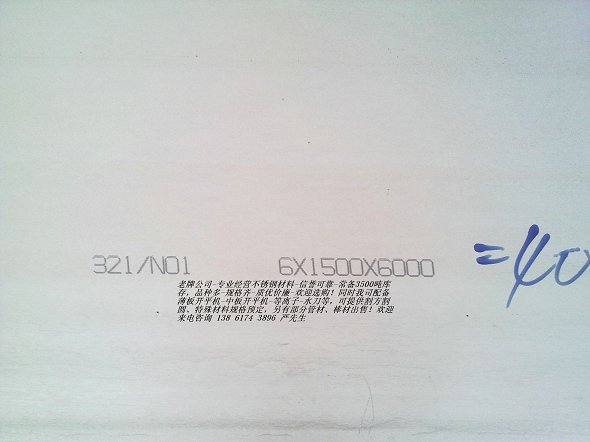 321/NO1 6X1500X6000 =40
老牌公司-专业经营不锈钢材料-信誉可靠-常备3500吨库
存，品种多-规格齐-质优价廉-欢迎选购！同时我司配备
薄板开平机-中板开平机-等离子-水刀等，可提供割方割
圆、特殊材料规格预定，另有部分管材、棒材出售！欢迎
来电咨询 138 6174 3896 严先生